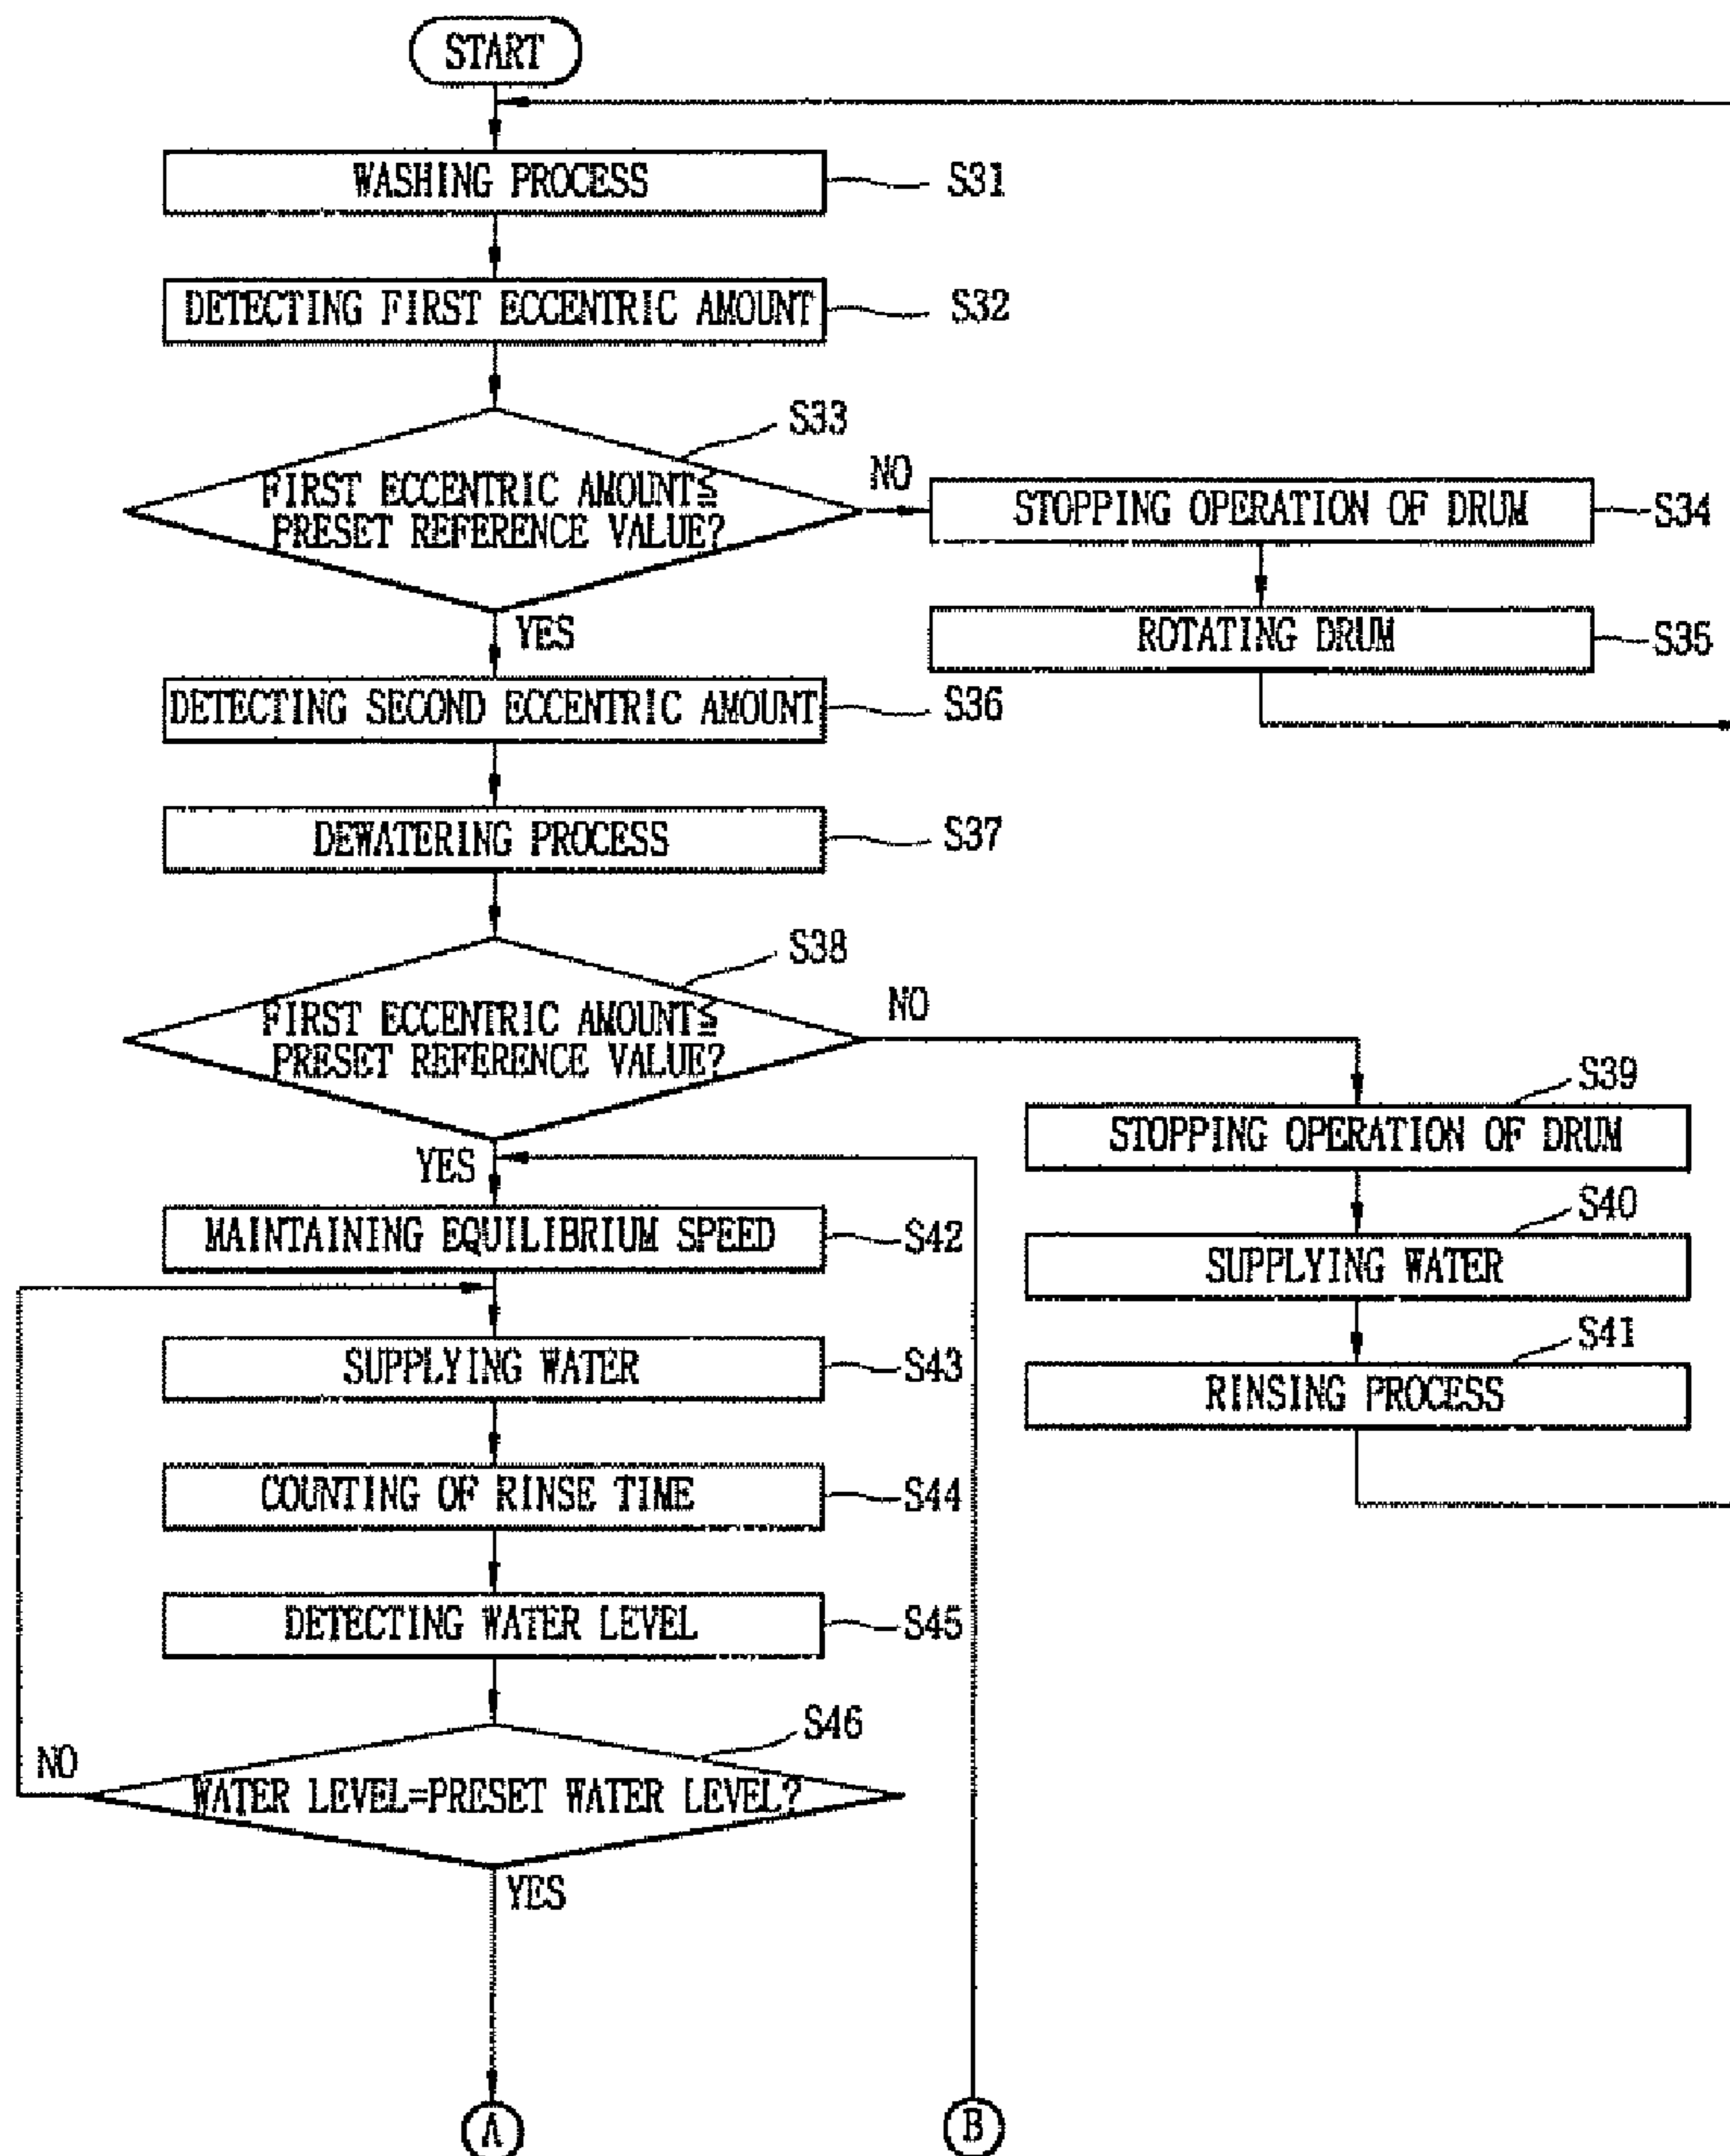 START
WASHING PROCESS
S31
DETECTING FIRST ECCENTRIC AMOUNT
S32
S33
FIRST ECCENTRIC AMOUNT≦
PRESET REFERENCE VALUE?
NO
STOPPING OPERATION OF DRUM
S34
YES
ROTATING DRUM
S35
DETECTING SECOND ECCENTRIC AMOUNT
S36
DEWATERING PROCESS
S37
S38
FIRST ECCENTRIC AMOUNT≦
PRESET REFERENCE VALUE?
NO
S39
STOPPING OPERATION OF DRUM
YES
MAINTAINING EQUILIBRIUM SPEED
S42
S40
SUPPLYING WATER
SUPPLYING WATER
S43
S41
RINSING PROCESS
COUNTING OF RINSE TIME
S44
DETECTING WATER LEVEL
S45
S46
NO
WATER LEVEL=PRESET WATER LEVEL?
YES
A
B